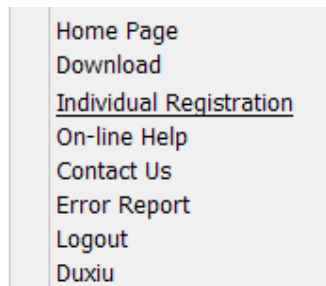 Home Page
Download
Individual Registration
On-line Help
Contact Us
Error Report
Logout
Duxiu